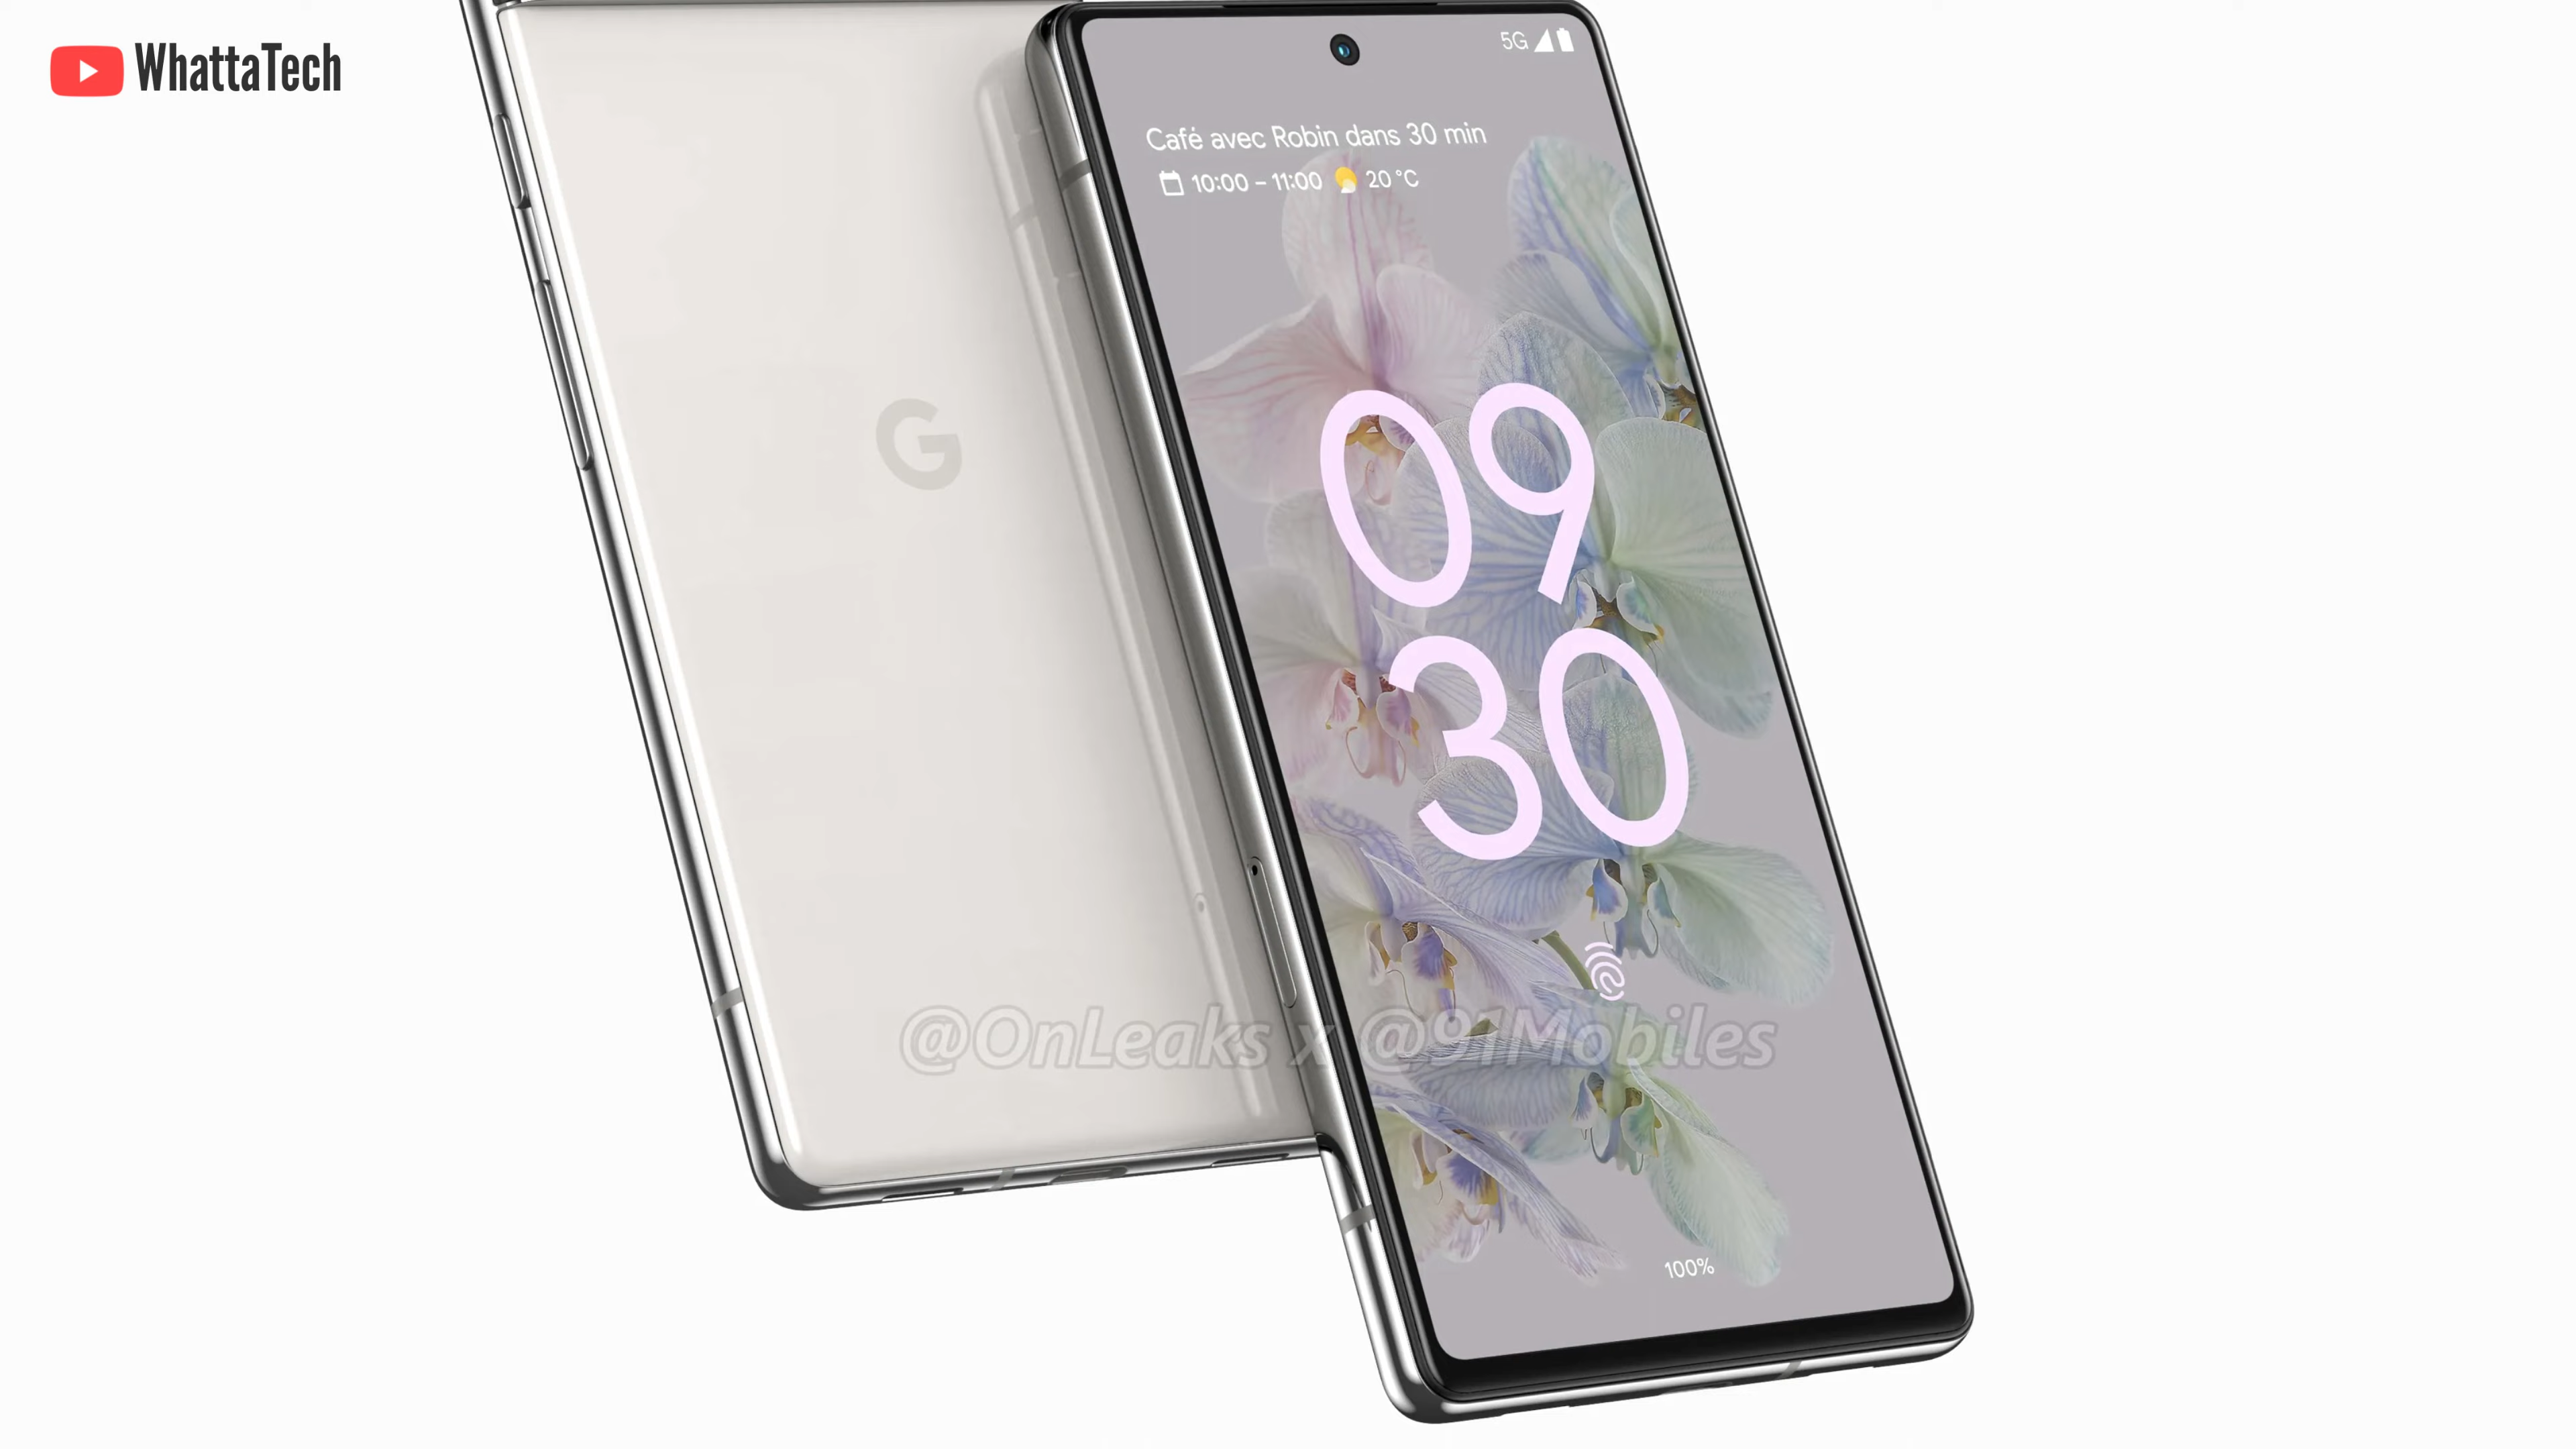 WhattaTech
5G
Café avec Robin dans 30 min
10:00 – 11:00 20 °C
G
09
30
@OnLeaks x @91Mobiles
100%